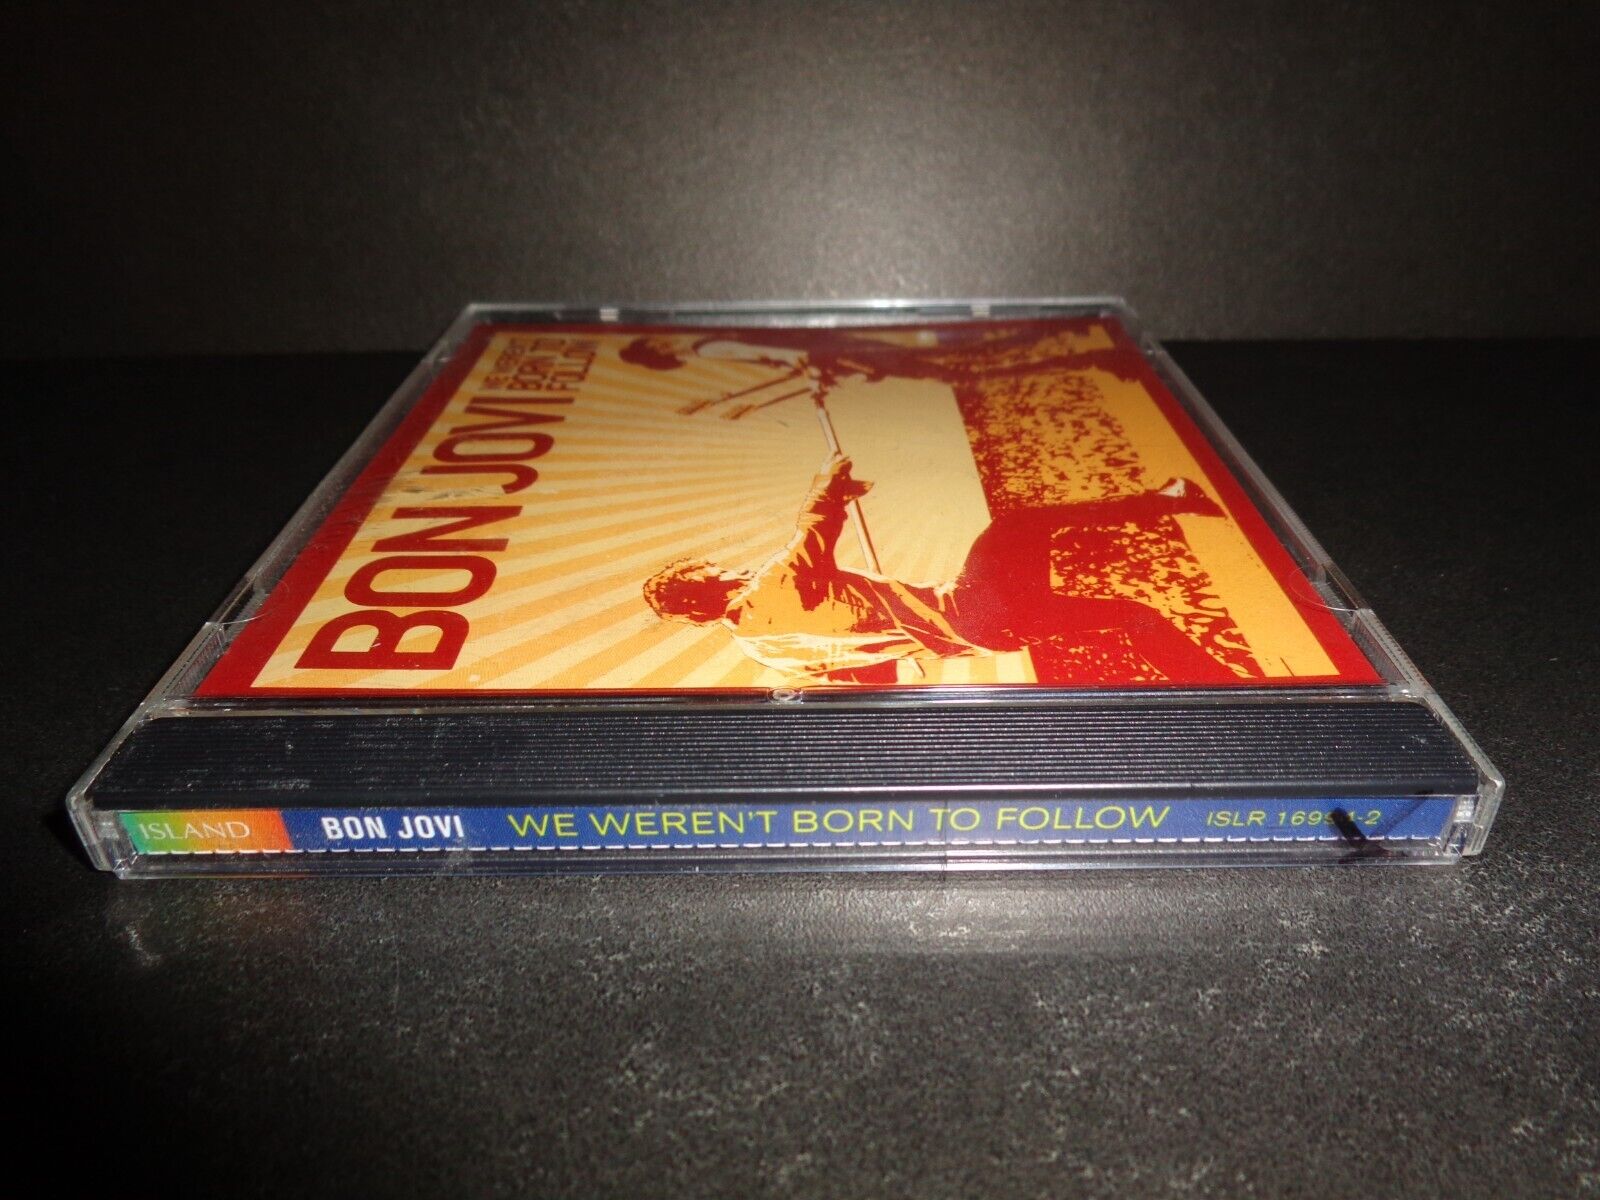 BON JOVI
WE WEREN'T
BORN TO
FOLLOW
ISLAND BON JOVI WE WEREN'T BORN TO FOLLOW